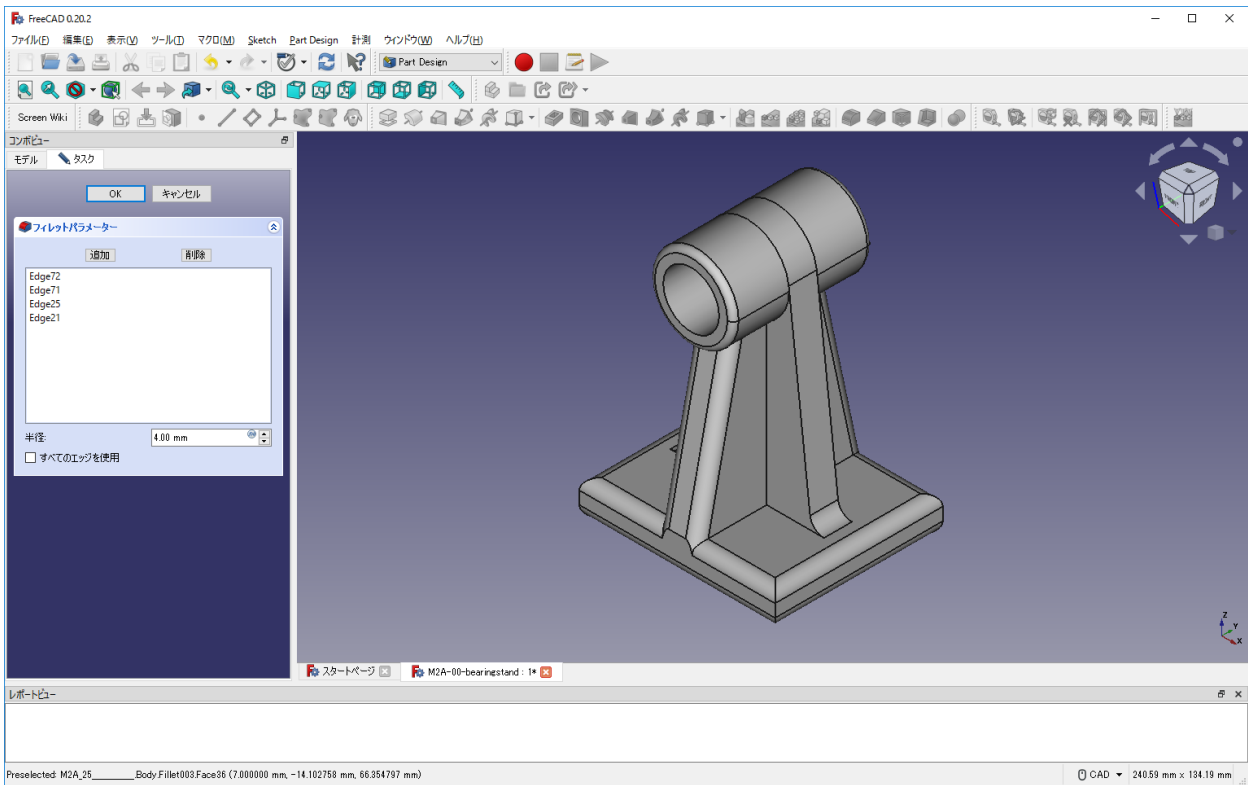 FreeCAD 0.20.2
ファイル(F) 編集(E) 表示(V) ツール(T) マクロ(M) Sketch Part Design 計測 ウィンドウ(W) ヘルプ(H)
Part Design
Screen Wiki
コンボビュー
モデル タスク
OK キャンセル
フィレットパラメーター
追加 削除
Edge72
Edge71
Edge25
Edge21
半径: 4.00 mm
すべてのエッジを使用
FRONT RIGHT
Z
Y
X
スタートページ M2A-00-bearingstand : 1*
レポートビュー
Preselected: M2A_25________.Body.Fillet003.Face36 (7.000000 mm, -14.102758 mm, 66.354797 mm) CAD 240.59 mm x 134.19 mm